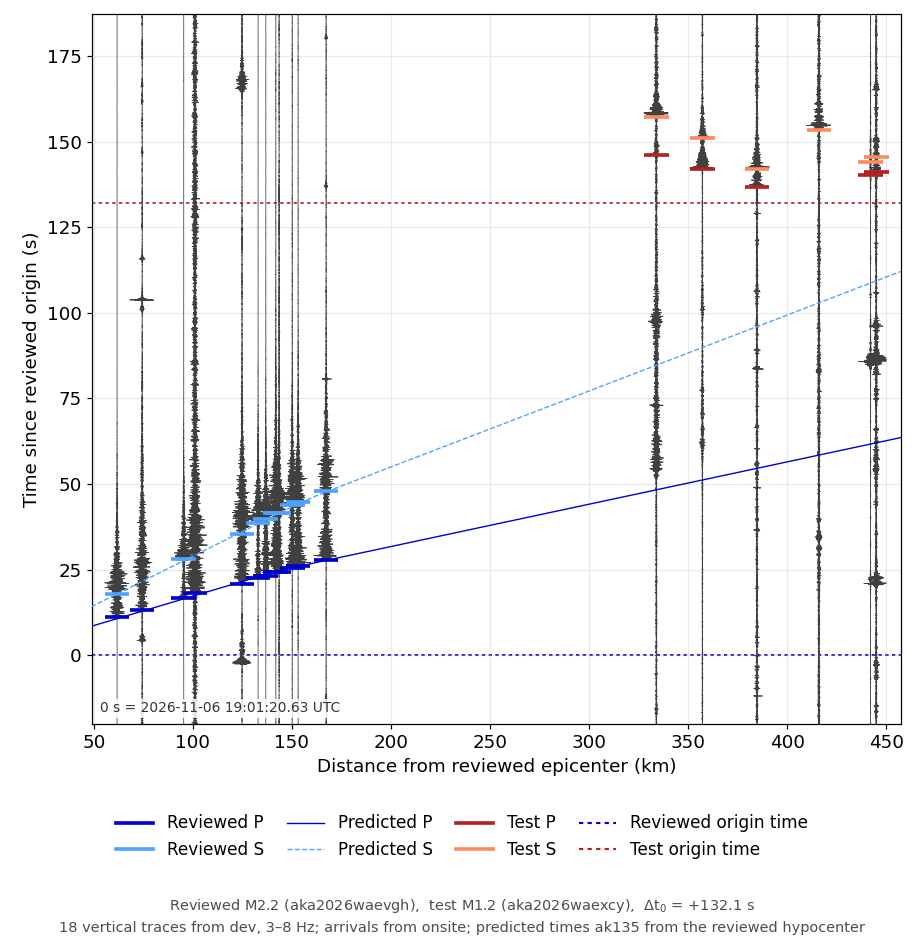 175
150
125
100
75
50
25
0
Time since reviewed origin (s)
0 s = 2026-11-06 19:01:20.63 UTC
50 100 150 200 250 300 350 400 450
Distance from reviewed epicenter (km)
Reviewed P Predicted P Test P Reviewed origin time
Reviewed S Predicted S Test S Test origin time
Reviewed M2.2 (aka2026waevgh), test M1.2 (aka2026waexcy), Δt₀ = +132.1 s
18 vertical traces from dev, 3–8 Hz; arrivals from onsite; predicted times ak135 from the reviewed hypocenter